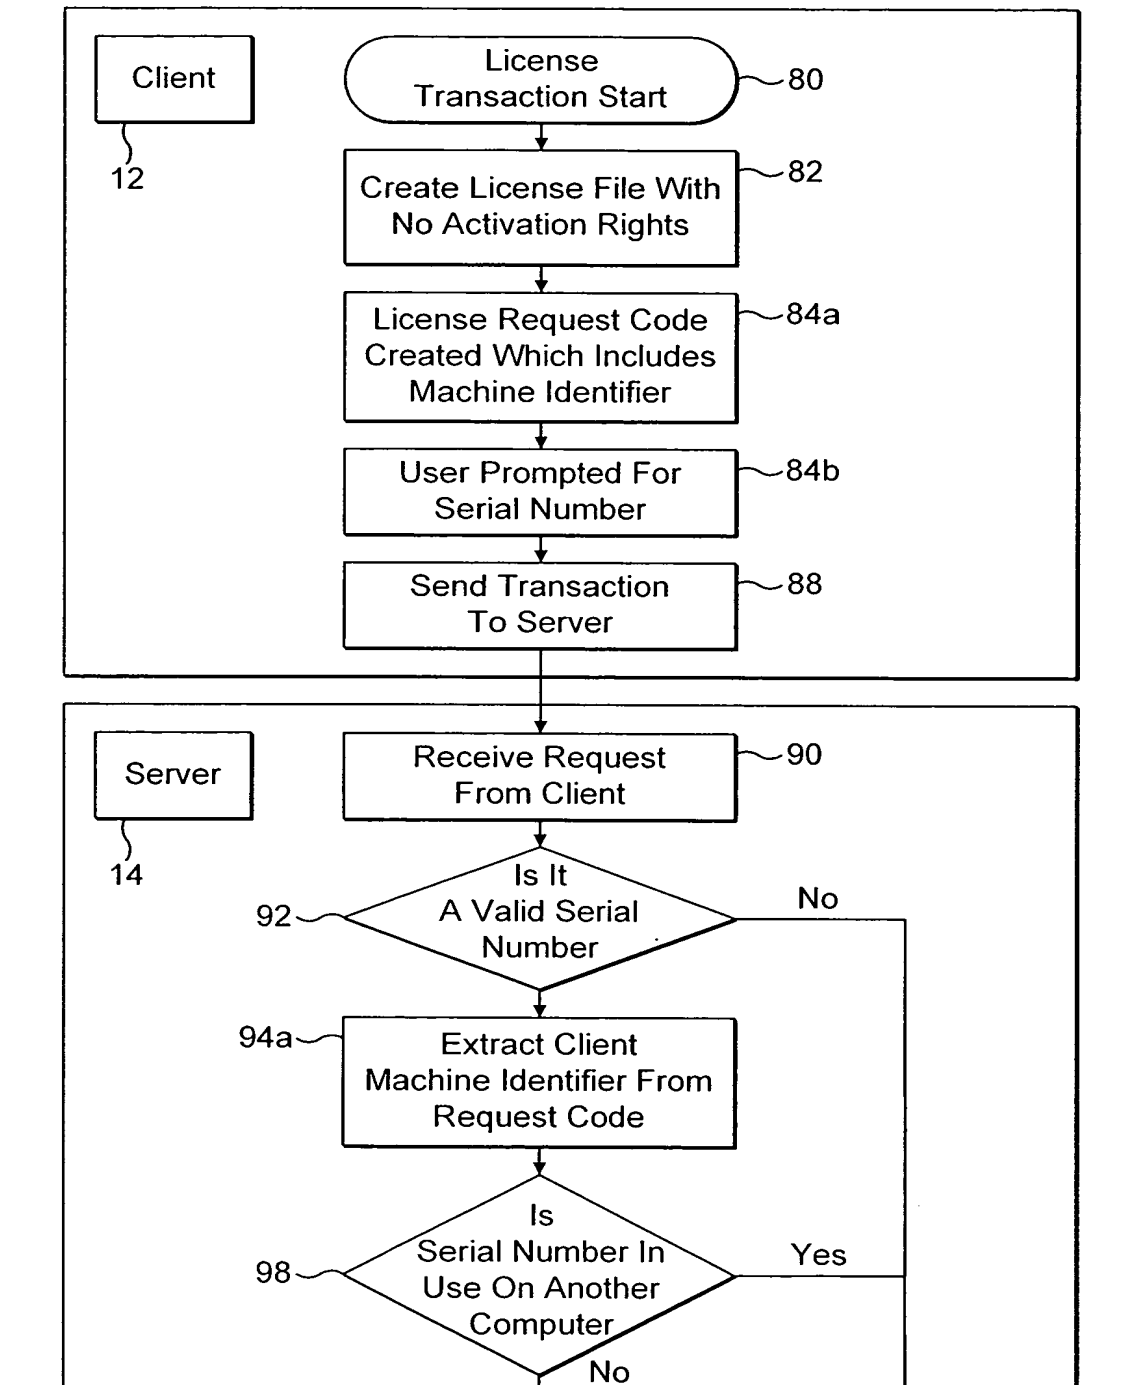 Client
12
License
Transaction Start
80
Create License File With
No Activation Rights
82
License Request Code
Created Which Includes
Machine Identifier
84a
User Prompted For
Serial Number
84b
Send Transaction
To Server
88
Server
14
Receive Request
From Client
90
Is It
A Valid Serial
Number
92
No
94a
Extract Client
Machine Identifier From
Request Code
Is
Serial Number In
Use On Another
Computer
98
Yes
No